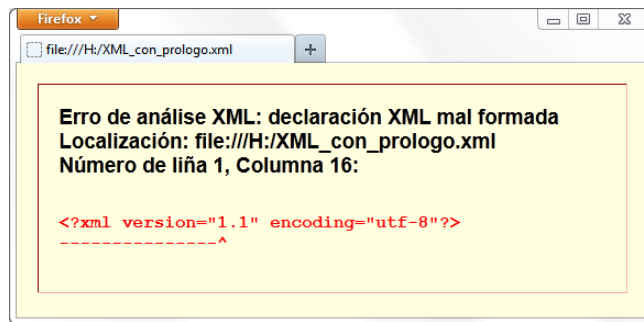 Firefox
file:///H:/XML_con_prologo.xml
Erro de análise XML: declaración XML mal formada
Localización: file:///H:/XML_con_prologo.xml
Número de liña 1, Columna 16:
<?xml version="1.1" encoding="utf-8"?>
---------------^